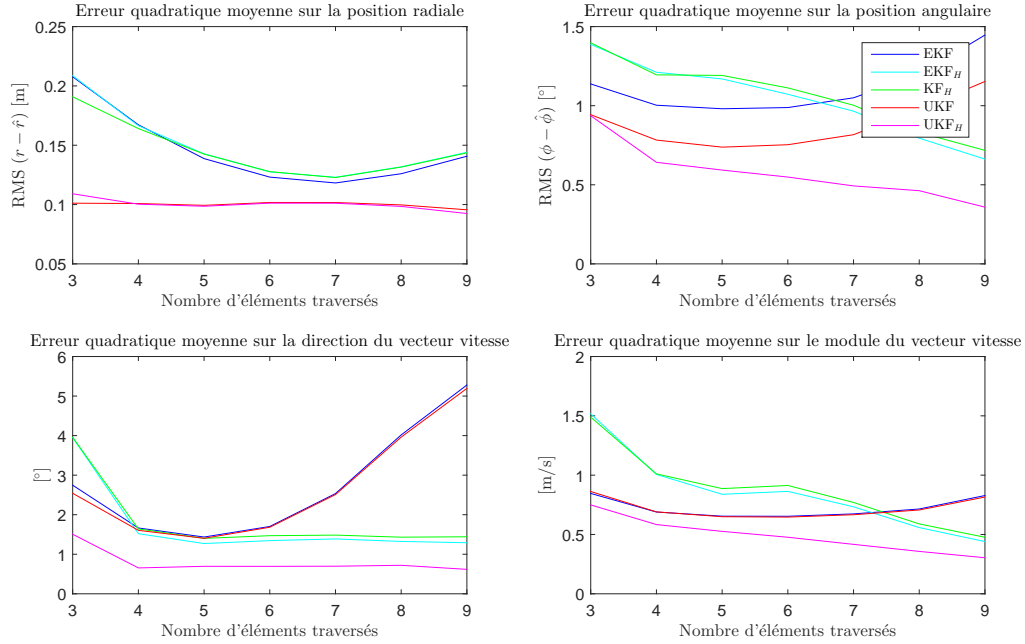 Erreur quadratique moyenne sur la position radiale
0.25
0.2
0.15
0.1
0.05
RMS (r − r̂) [m]
3 4 5 6 7 8 9
Nombre d'éléments traversés
Erreur quadratique moyenne sur la position angulaire
1.5
1
0.5
0
RMS (ϕ − ϕ̂) [°]
EKF
EKF_H
KF_H
UKF
UKF_H
3 4 5 6 7 8 9
Nombre d'éléments traversés
Erreur quadratique moyenne sur la direction du vecteur vitesse
6
5
4
3
2
1
0
[°]
3 4 5 6 7 8 9
Nombre d'éléments traversés
Erreur quadratique moyenne sur le module du vecteur vitesse
2
1.5
1
0.5
0
[m/s]
3 4 5 6 7 8 9
Nombre d'éléments traversés